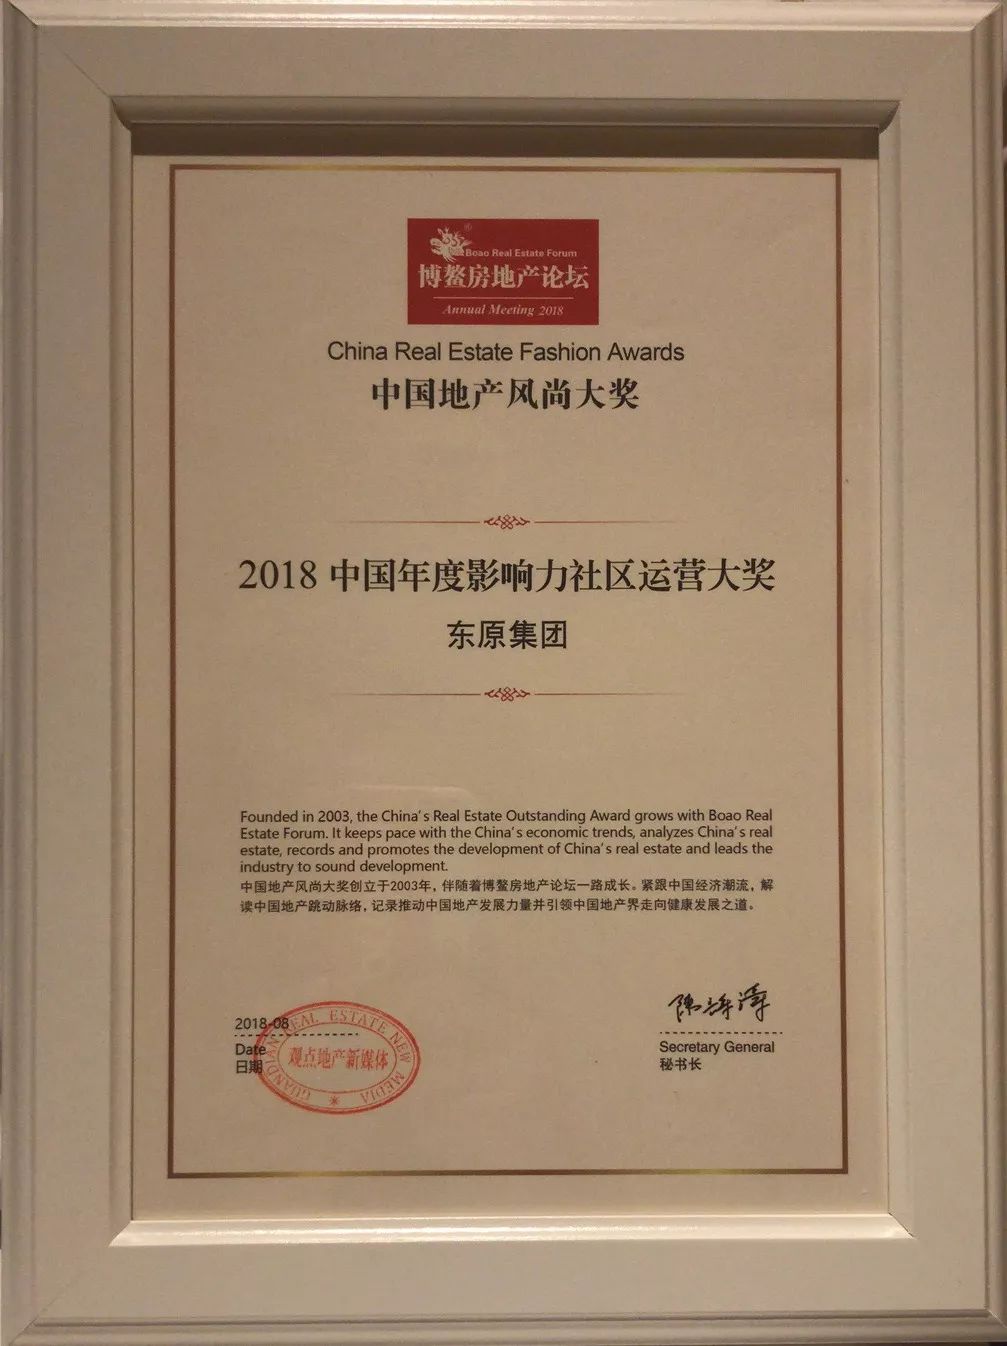 ®
Boao Real Estate Forum
博鳌房地产论坛
Annual Meeting 2018
China Real Estate Fashion Awards
中国地产风尚大奖
2018 中国年度影响力社区运营大奖
东原集团
Founded in 2003, the China's Real Estate Outstanding Award grows with Boao Real
Estate Forum. It keeps pace with the China's economic trends, analyzes China's real
estate, records and promotes the development of China's real estate and leads the
industry to sound development.
中国地产风尚大奖创立于2003年，伴随着博鳌房地产论坛一路成长。紧跟中国经济潮流，解
读中国地产跳动脉络，记录推动中国地产发展力量并引领中国地产界走向健康发展之道。
2018-08
Date
日期
GUANDIAN REAL ESTATE NEW MEDIA
观点地产新媒体
Secretary General
秘书长